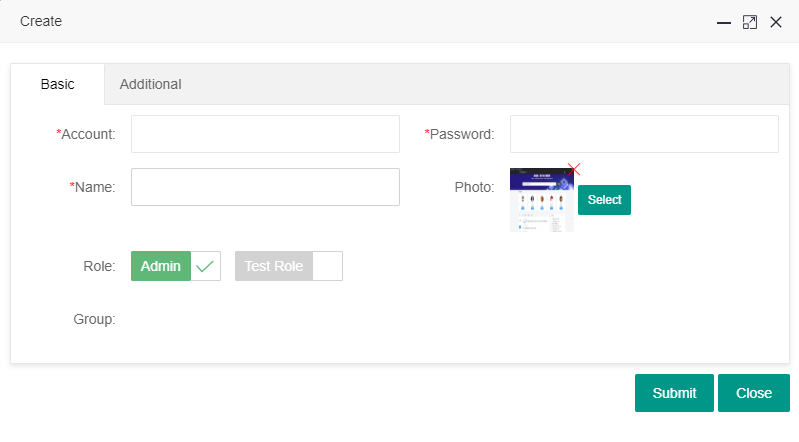 Create
Basic Additional
*Account: *Password:
*Name: Photo: Select
Role: Admin Test Role
Group:
Submit Close